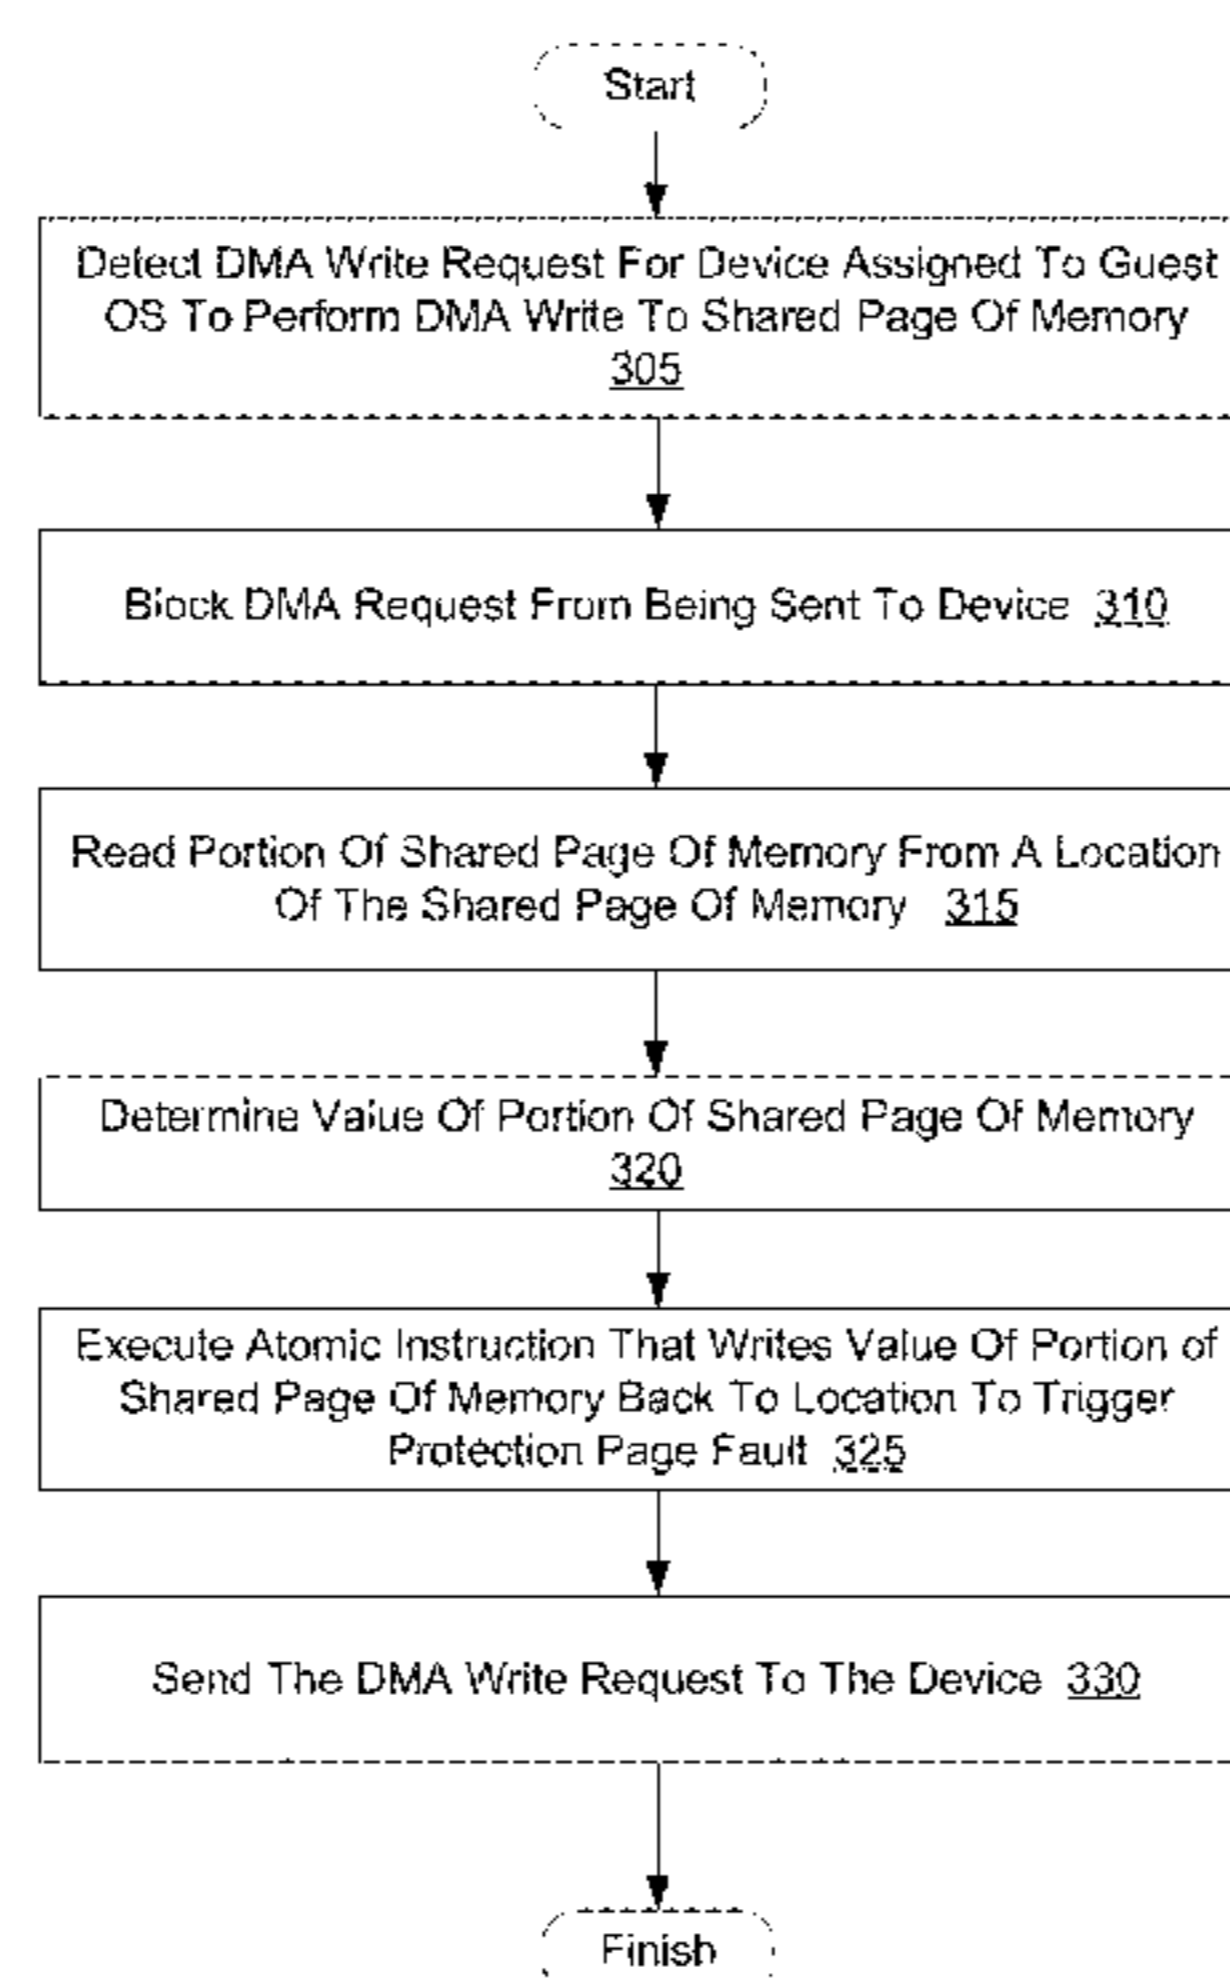 Start
Detect DMA Write Request For Device Assigned To Guest
OS To Perform DMA Write To Shared Page Of Memory
305
Block DMA Request From Being Sent To Device 310
Read Portion Of Shared Page Of Memory From A Location
Of The Shared Page Of Memory 315
Determine Value Of Portion Of Shared Page Of Memory
320
Execute Atomic Instruction That Writes Value Of Portion of
Shared Page Of Memory Back To Location To Trigger
Protection Page Fault 325
Send The DMA Write Request To The Device 330
Finish